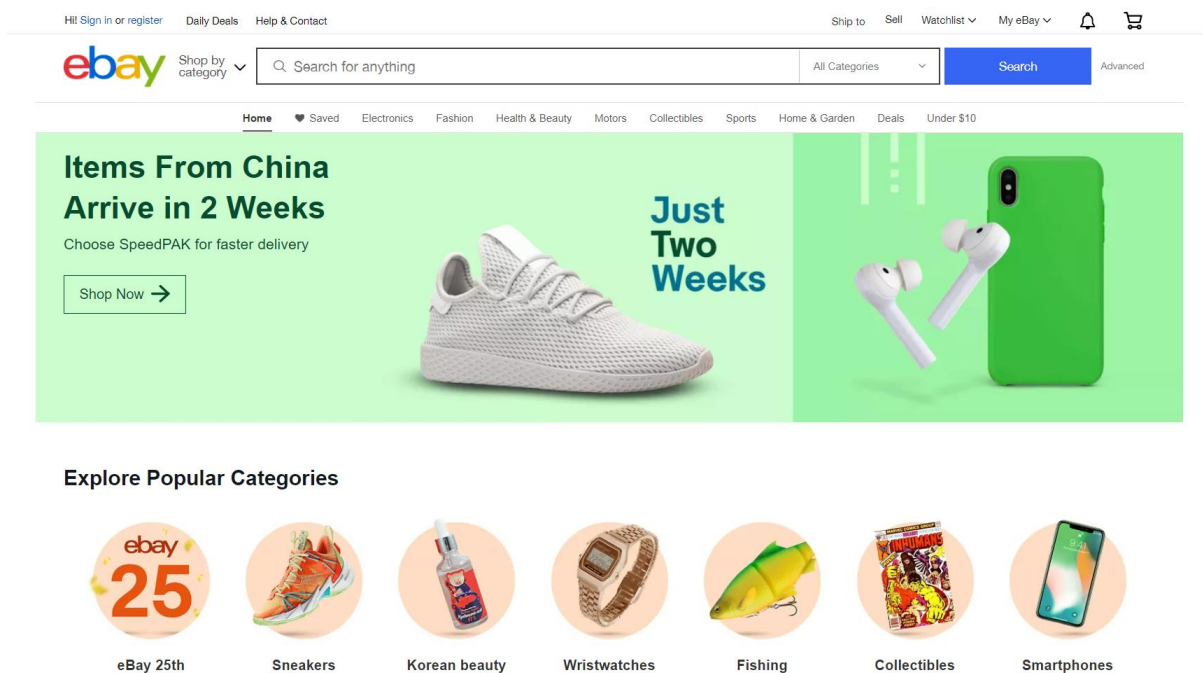 Hi! Sign in or register
Daily Deals
Help & Contact
Ship to
Sell
Watchlist
My eBay
ebay
Shop by
category
Search for anything
All Categories
Search
Advanced
Home
Saved
Electronics
Fashion
Health & Beauty
Motors
Collectibles
Sports
Home & Garden
Deals
Under $10
Items From China
Arrive in 2 Weeks
Choose SpeedPAK for faster delivery
Shop Now
Just
Two
Weeks
Explore Popular Categories
ebay
25
INHUMANS
9:41
eBay 25th
Sneakers
Korean beauty
Wristwatches
Fishing
Collectibles
Smartphones